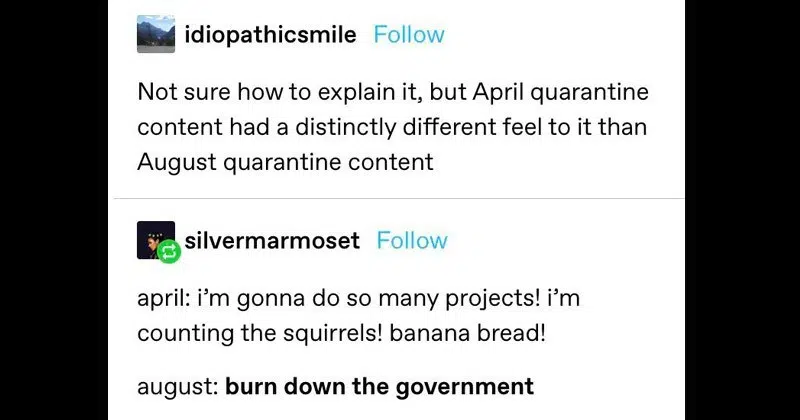 idiopathicsmile Follow
Not sure how to explain it, but April quarantine
content had a distinctly different feel to it than
August quarantine content
silvermarmoset Follow
april: i’m gonna do so many projects! i’m
counting the squirrels! banana bread!
august: burn down the government